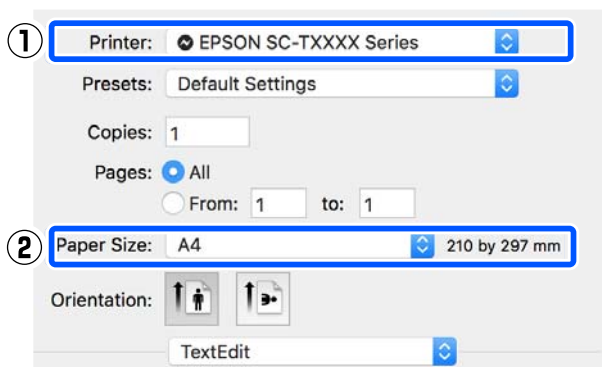 ① Printer: EPSON SC-TXXXX Series
Presets: Default Settings
Copies: 1
Pages: All
From: 1 to: 1
② Paper Size: A4 210 by 297 mm
Orientation:
TextEdit